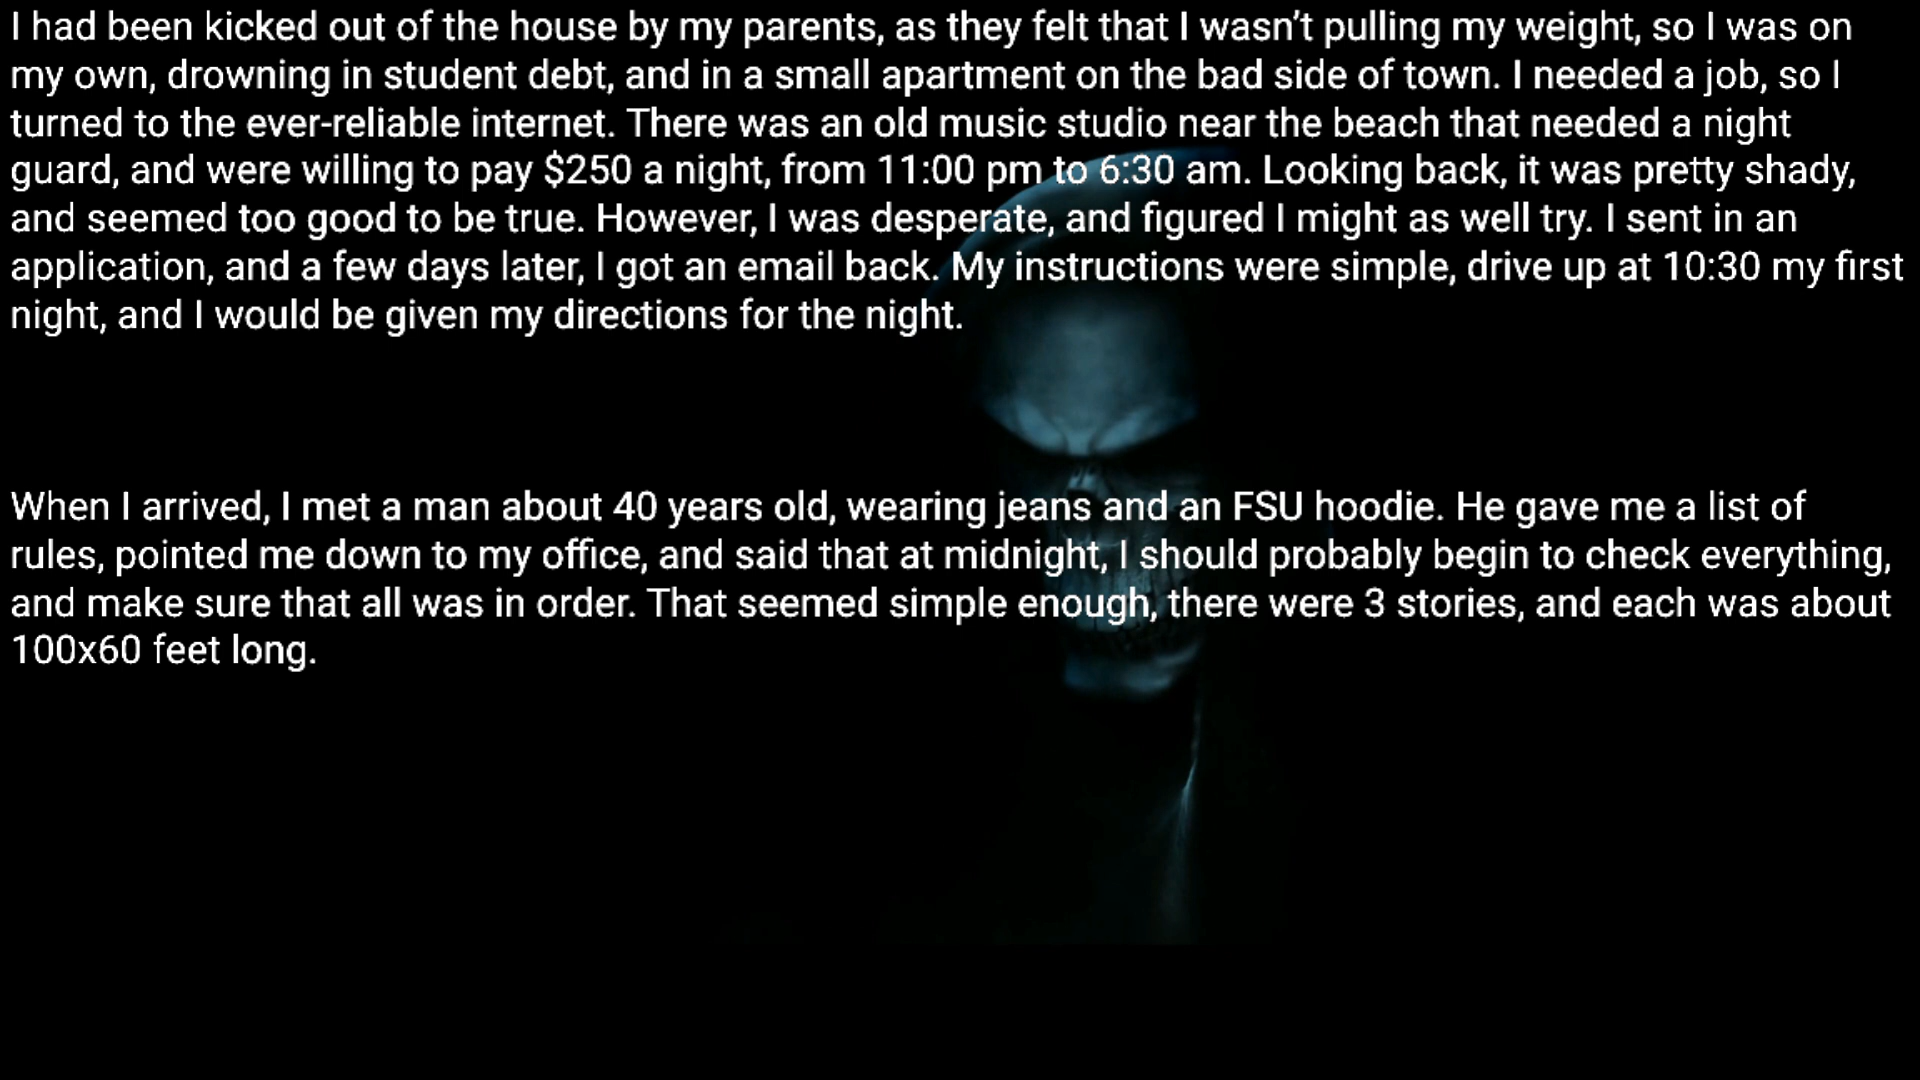 I had been kicked out of the house by my parents, as they felt that I wasn’t pulling my weight, so I was on
my own, drowning in student debt, and in a small apartment on the bad side of town. I needed a job, so I
turned to the ever-reliable internet. There was an old music studio near the beach that needed a night
guard, and were willing to pay $250 a night, from 11:00 pm to 6:30 am. Looking back, it was pretty shady,
and seemed too good to be true. However, I was desperate, and figured I might as well try. I sent in an
application, and a few days later, I got an email back. My instructions were simple, drive up at 10:30 my first
night, and I would be given my directions for the night.
When I arrived, I met a man about 40 years old, wearing jeans and an FSU hoodie. He gave me a list of
rules, pointed me down to my office, and said that at midnight, I should probably begin to check everything,
and make sure that all was in order. That seemed simple enough, there were 3 stories, and each was about
100x60 feet long.